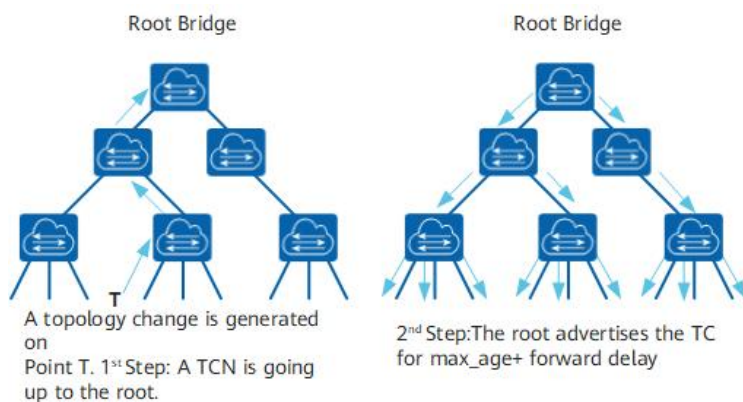 Root Bridge
Root Bridge
T
A topology change is generated
on
Point T. 1st Step: A TCN is going
up to the root.
2nd Step:The root advertises the TC
for max_age+ forward delay